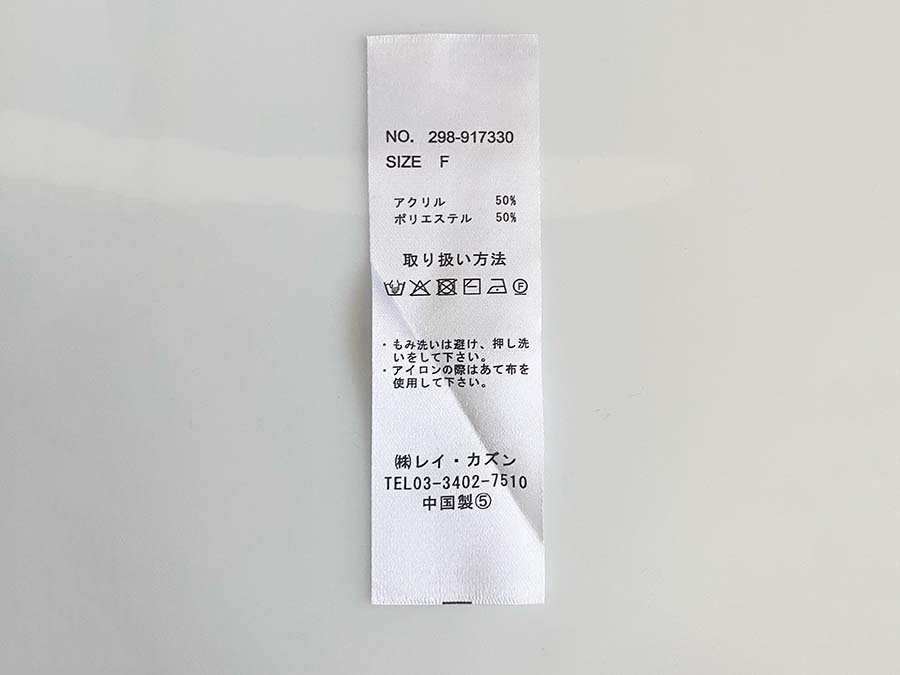 NO. 298-917330
SIZE F
アクリル 50%
ポリエステル 50%
取り扱い方法
F
・もみ洗いは避け、押し洗
いをして下さい。
・アイロンの際はあて布を
使用して下さい。
㈱レイ・カズン
TEL03-3402-7510
中国製⑤